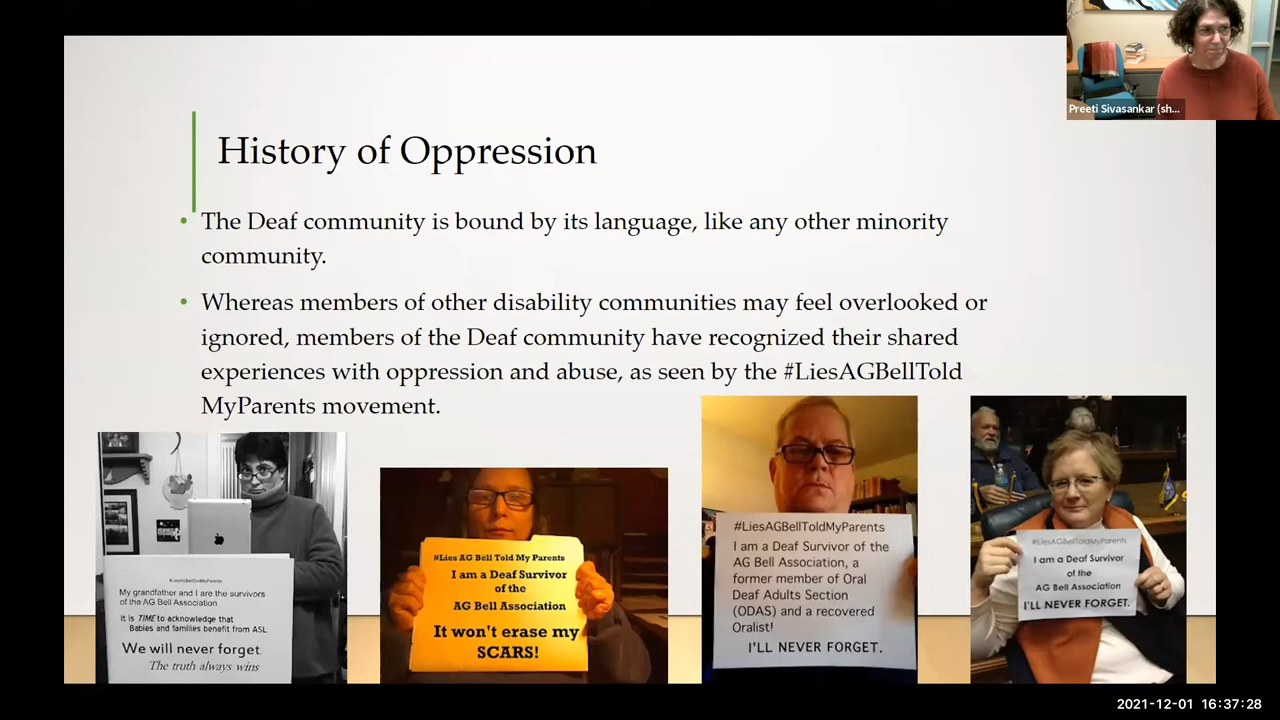 Preeti Sivasankar (sh...
History of Oppression
• The Deaf community is bound by its language, like any other minority
community.
• Whereas members of other disability communities may feel overlooked or
ignored, members of the Deaf community have recognized their shared
experiences with oppression and abuse, as seen by the #LiesAGBellTold
MyParents movement.
#LiesAGBellToldMyParents
My grandfather and I are the survivors
of the AG Bell Association
It is TIME to acknowledge that
Babies and families benefit from ASL.
We will never forget.
The truth always wins
#Lies AG Bell Told My Parents
I am a Deaf Survivor
of the
AG Bell Association
It won't erase my
SCARS!
#LiesAGBellToldMyParents
I am a Deaf Survivor of the
AG Bell Association, a
former member of Oral
Deaf Adults Section
(ODAS) and a recovered
Oralist!
I'LL NEVER FORGET.
#LiesAGBellToldMyParents
I am a Deaf Survivor
of the
AG Bell Association
I'LL NEVER FORGET.
2021-12-01 16:37:28